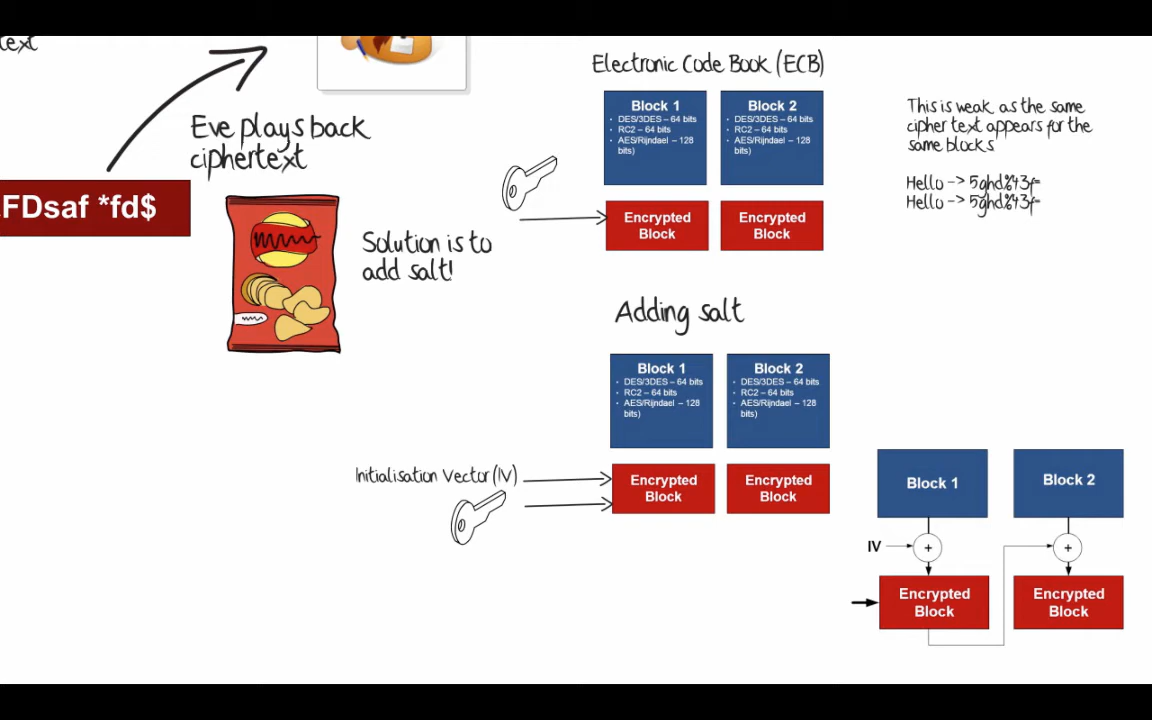 text
Eve plays back
ciphertext
FDsaf *fd$
Solution is to
add salt!
Electronic Code Book (ECB)
Block 1
• DES/3DES – 64 bits
• RC2 – 64 bits
• AES/Rijndael – 128
bits)
Block 2
• DES/3DES – 64 bits
• RC2 – 64 bits
• AES/Rijndael – 128
bits)
Encrypted
Block
Encrypted
Block
This is weak as the same
cipher text appears for the
same blocks
Hello -> 5ghd%43f=
Hello -> 5ghd%43f=
Adding salt
Block 1
• DES/3DES – 64 bits
• RC2 – 64 bits
• AES/Rijndael – 128
bits)
Block 2
• DES/3DES – 64 bits
• RC2 – 64 bits
• AES/Rijndael – 128
bits)
Initialisation Vector (IV)
Encrypted
Block
Encrypted
Block
Block 1
Block 2
IV
+
+
Encrypted
Block
Encrypted
Block